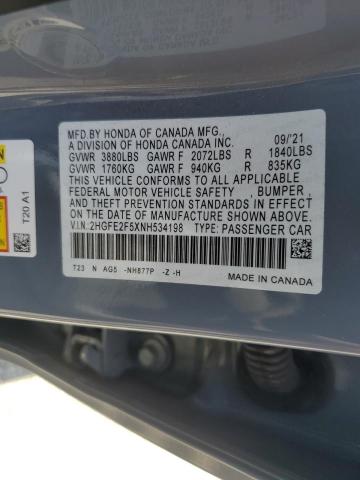 MFD.BY HONDA OF CANADA MFG., 09/'21
A DIVISION OF HONDA CANADA INC.
GVWR 3880LBS GAWR F 2072LBS R 1840LBS
GVWR 1760KG GAWR F 940KG R 835KG
THIS VEHICLE CONFORMS TO ALL APPLICABLE
FEDERAL MOTOR VEHICLE SAFETY , BUMPER ,
AND THEFT PREVENTION STANDARDS IN EFFECT ON
THE DATE OF MANUFACTURE SHOWN ABOVE.
V.I.N.:2HGFE2F5XNH534198 TYPE: PASSENGER CAR
T23 N AG5 -NH877P -Z -H
MADE IN CANADA
T20 A1